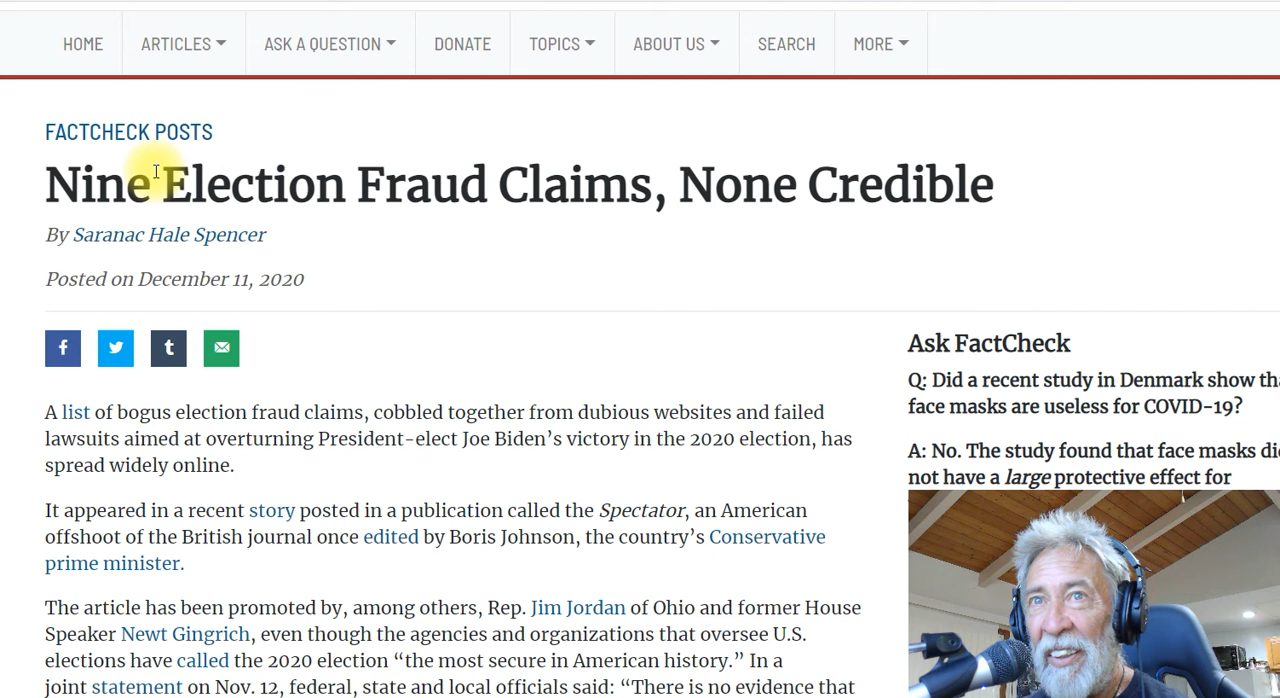 HOME ARTICLES ASK A QUESTION DONATE TOPICS ABOUT US SEARCH MORE
FACTCHECK POSTS
Nine Election Fraud Claims, None Credible
By Saranac Hale Spencer
Posted on December 11, 2020
f t
A list of bogus election fraud claims, cobbled together from dubious websites and failed
lawsuits aimed at overturning President-elect Joe Biden’s victory in the 2020 election, has
spread widely online.
It appeared in a recent story posted in a publication called the Spectator, an American
offshoot of the British journal once edited by Boris Johnson, the country’s Conservative
prime minister.
The article has been promoted by, among others, Rep. Jim Jordan of Ohio and former House
Speaker Newt Gingrich, even though the agencies and organizations that oversee U.S.
elections have called the 2020 election “the most secure in American history.” In a
joint statement on Nov. 12, federal, state and local officials said: “There is no evidence that
Ask FactCheck
Q: Did a recent study in Denmark show tha
face masks are useless for COVID-19?
A: No. The study found that face masks di
not have a large protective effect for